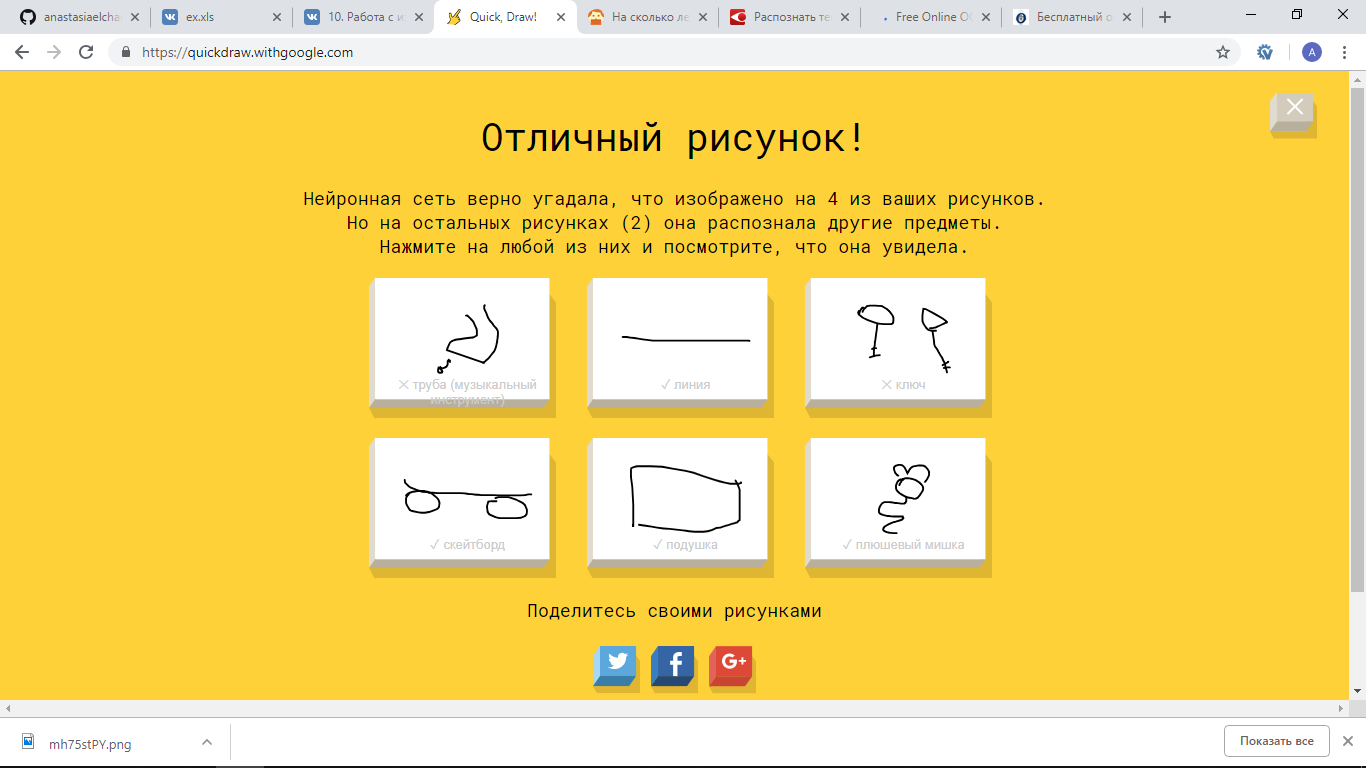 anastasiaelcha
ex.xls
10. Работа с и
Quick, Draw!
На сколько ле
Распознать те
Free Online O
Бесплатный о
https://quickdraw.withgoogle.com
A
Отличный рисунок!
Нейронная сеть верно угадала, что изображено на 4 из ваших рисунков.
Но на остальных рисунках (2) она распознала другие предметы.
Нажмите на любой из них и посмотрите, что она увидела.
✕ труба (музыкальный
инструмент)
✓ линия
✕ ключ
✓ скейтборд
✓ подушка
✓ плюшевый мишка
Поделитесь своими рисунками
f
G+
mh75stPY.png
Показать все